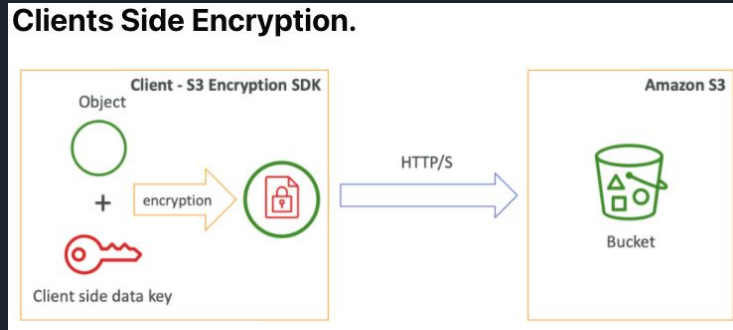 Clients Side Encryption.
Client - S3 Encryption SDK
Object
+
encryption
Client side data key
HTTP/S
Amazon S3
Bucket